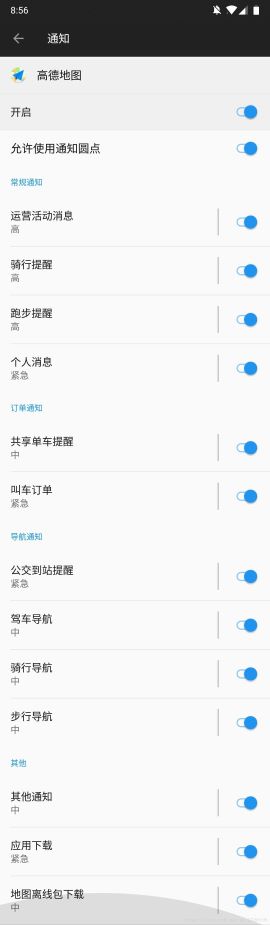 8:56
通知
高德地图
开启
允许使用通知圆点
常规通知
运营活动消息
高
骑行提醒
高
跑步提醒
高
个人消息
紧急
订单通知
共享单车提醒
中
叫车订单
紧急
导航通知
公交到站提醒
紧急
驾车导航
中
骑行导航
中
步行导航
中
其他
其他通知
中
应用下载
紧急
地图离线包下载
中